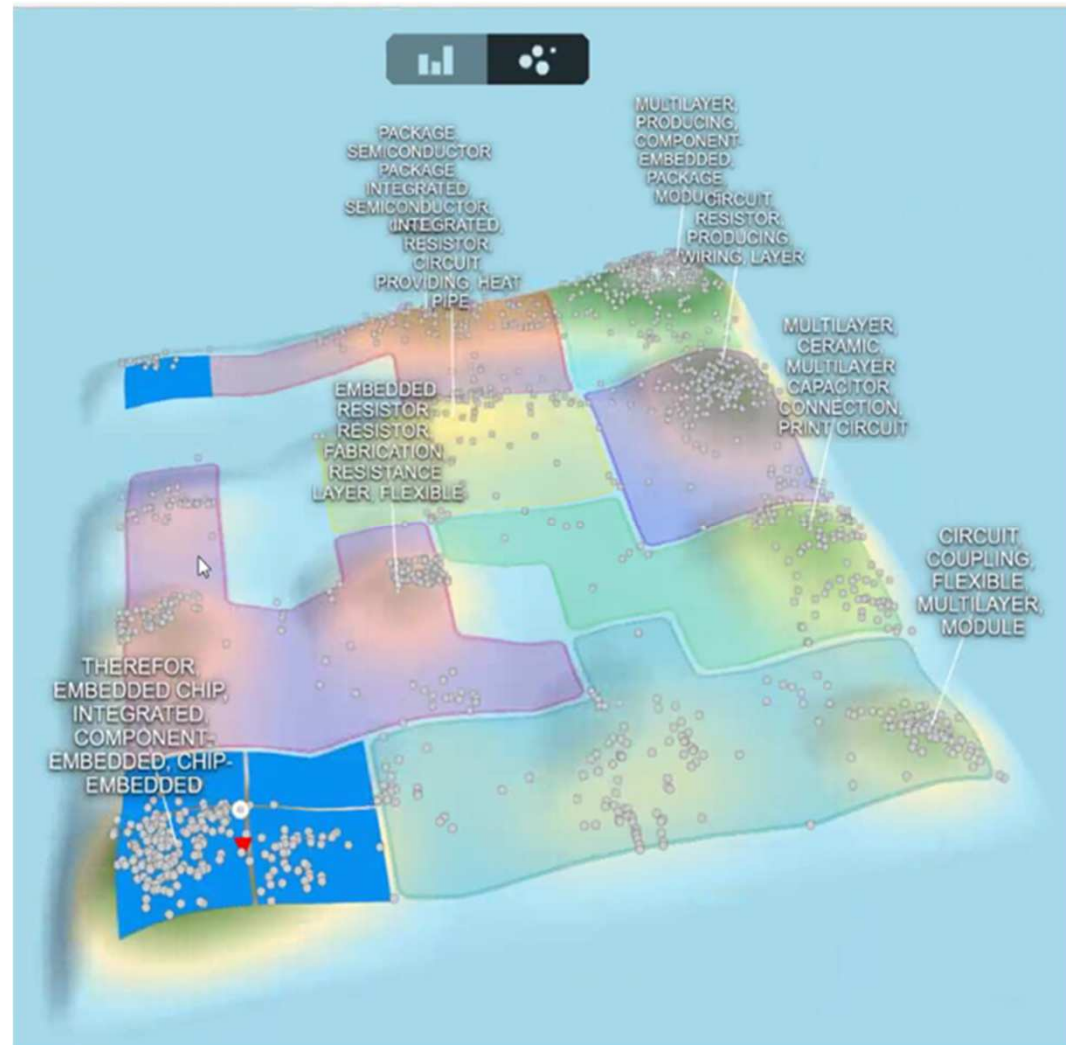 MULTILAYER,
PRODUCING,
COMPONENT-
EMBEDDED,
PACKAGE,
CIRCUIT,
RESISTOR,
PRODUCING,
WIRING, LAYER
PACKAGE,
SEMICONDUCTOR
PACKAGE,
INTEGRATED,
SEMICONDUCTOR,
INTEGRATED,
RESISTOR,
CIRCUIT,
PROVIDING, HEAT
PIPE
MULTILAYER,
CERAMIC,
MULTILAYER
CAPACITOR,
CONNECTION,
PRINT CIRCUIT
EMBEDDED
RESISTOR,
RESISTOR,
FABRICATION,
RESISTANCE
LAYER, FLEXIBLE
CIRCUIT,
COUPLING,
FLEXIBLE,
MULTILAYER,
MODULE
THEREFOR,
EMBEDDED CHIP,
INTEGRATED,
COMPONENT-
EMBEDDED, CHIP-
EMBEDDED